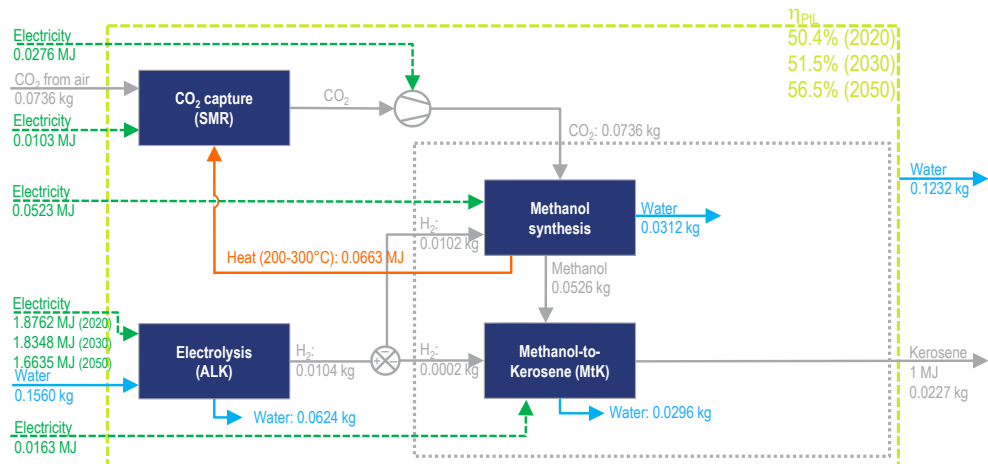 η PtL
50.4% (2020)
51.5% (2030)
56.5% (2050)
Electricity
0.0276 MJ
CO₂ from air
0.0736 kg
Electricity
0.0103 MJ
CO₂ capture
(SMR)
CO₂
CO₂: 0.0736 kg
Water
0.1232 kg
Electricity
0.0523 MJ
Methanol
synthesis
Water
0.0312 kg
H₂:
0.0102 kg
Heat (200-300°C): 0.0663 MJ
Methanol
0.0526 kg
Electricity
1.8762 MJ (2020)
1.8348 MJ (2030)
1.6635 MJ (2050)
Water
0.1560 kg
Electrolysis
(ALK)
H₂:
0.0104 kg
H₂:
0.0002 kg
Methanol-to-
Kerosene (MtK)
Kerosene
1 MJ
0.0227 kg
Water: 0.0624 kg
Water: 0.0296 kg
Electricity
0.0163 MJ